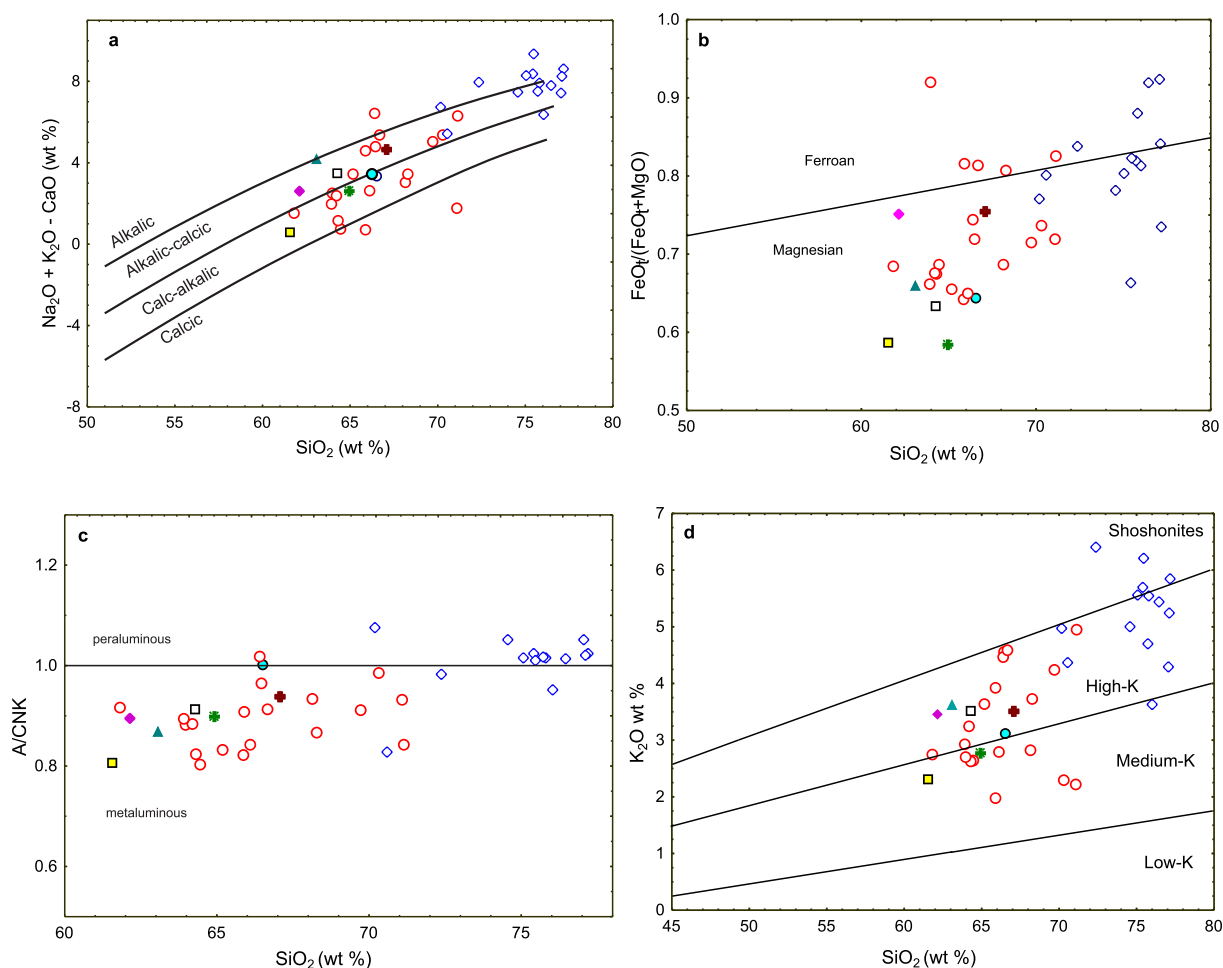 a
8
4
0
-4
-8
Na₂O + K₂O - CaO (wt %)
Alkalic
Alkalic-calcic
Calc-alkalic
Calcic
50 55 60 65 70 75 80
SiO₂ (wt %)
b
1.0
0.9
0.8
0.7
0.6
0.5
FeOt/(FeOt+MgO)
Ferroan
Magnesian
50 60 70 80
SiO₂ (wt %)
c
1.2
1.0
0.8
0.6
A/CNK
peraluminous
metaluminous
60 65 70 75
SiO₂ (wt %)
d
7
6
5
4
3
2
1
0
K₂O wt %
Shoshonites
High-K
Medium-K
Low-K
45 50 55 60 65 70 75 80
SiO₂ (wt %)